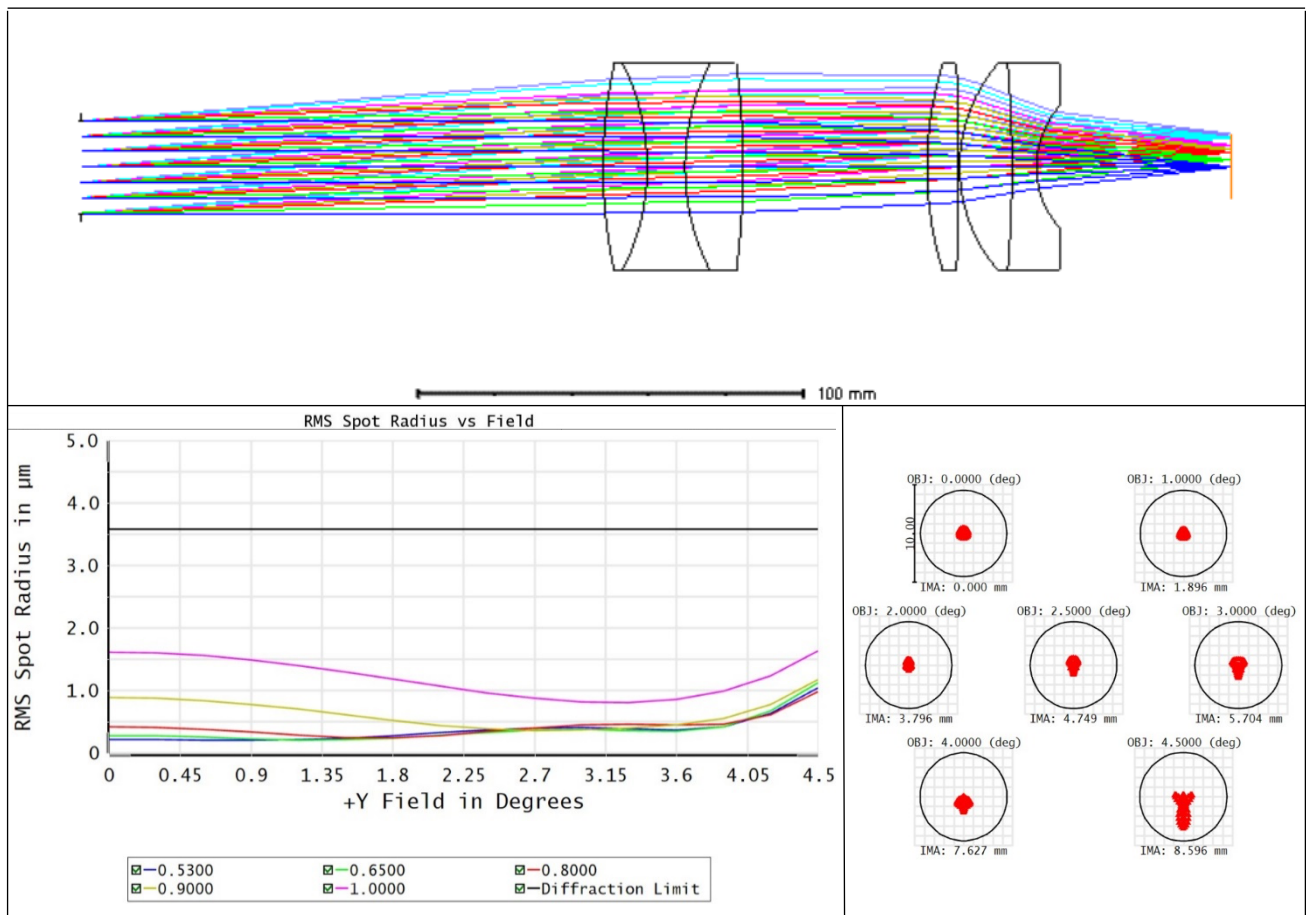 100 mm
RMS Spot Radius vs Field
RMS Spot Radius in µm
5.0
4.0
3.0
2.0
1.0
0
0 0.45 0.9 1.35 1.8 2.25 2.7 3.15 3.6 4.05 4.5
+Y Field in Degrees
0.5300 0.6500 0.8000
0.9000 1.0000 Diffraction Limit
OBJ: 0.0000 (deg) OBJ: 1.0000 (deg)
10.00
IMA: 0.000 mm IMA: 1.896 mm
OBJ: 2.0000 (deg) OBJ: 2.5000 (deg) OBJ: 3.0000 (deg)
IMA: 3.796 mm IMA: 4.749 mm IMA: 5.704 mm
OBJ: 4.0000 (deg) OBJ: 4.5000 (deg)
IMA: 7.627 mm IMA: 8.596 mm